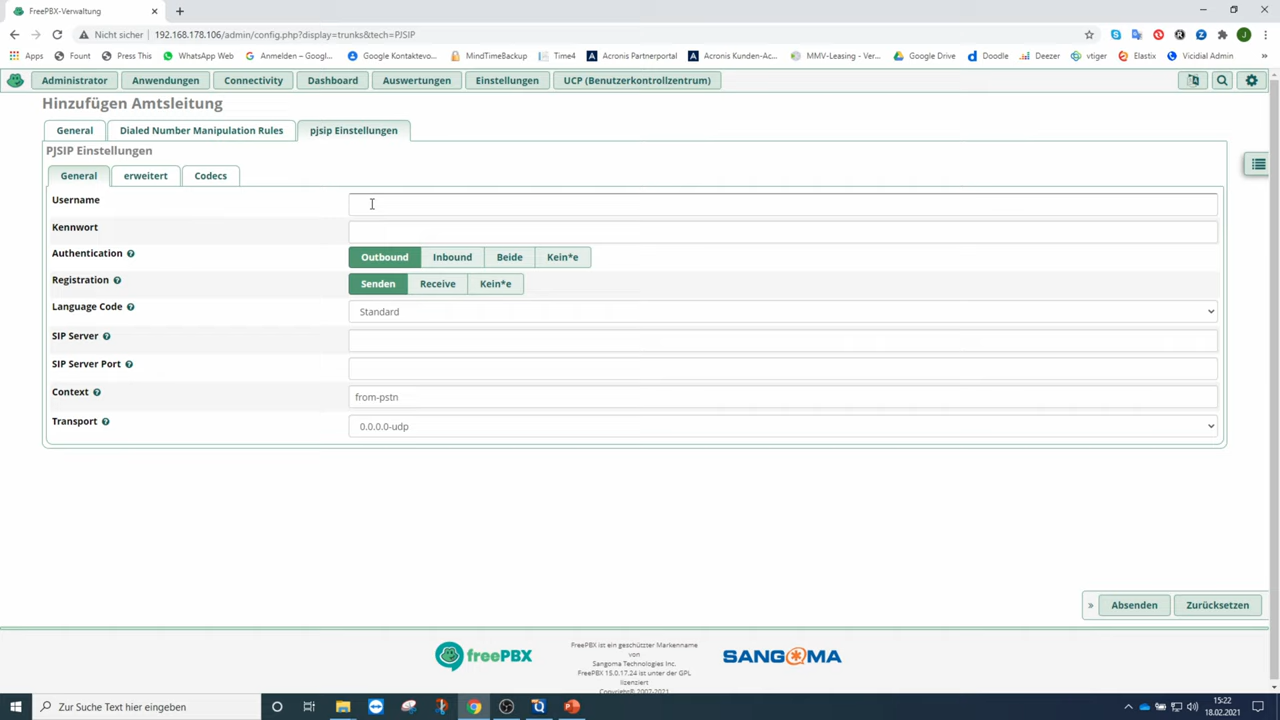 FreePBX-Verwaltung
Nicht sicher
192.168.178.106/admin/config.php?display=trunks&tech=PJSIP
J
Apps
Fount
Press This
WhatsApp Web
Anmelden – Googl...
Google Kontaktevo...
MindTimeBackup
Time4
Acronis Partnerportal
Acronis Kunden-Ac...
MMV-Leasing - Ver...
Google Drive
Doodle
Deezer
vtiger
Elastix
Vicidial Admin
»
Administrator
Anwendungen
Connectivity
Dashboard
Auswertungen
Einstellungen
UCP (Benutzerkontrollzentrum)
Hinzufügen Amtsleitung
General
Dialed Number Manipulation Rules
pjsip Einstellungen
PJSIP Einstellungen
General
erweitert
Codecs
Username
Kennwort
Authentication
Outbound
Inbound
Beide
Kein*e
Registration
Senden
Receive
Kein*e
Language Code
Standard
SIP Server
SIP Server Port
Context
from-pstn
Transport
0.0.0.0-udp
»
Absenden
Zurücksetzen
freePBX
FreePBX ist ein geschützter Markenname
von
Sangoma Technologies Inc.
FreePBX 15.0.17.24 ist unter der GPL
lizenziert
Copyright© 2007-2021
SANGOMA
Zur Suche Text hier eingeben
15:22
18.02.2021